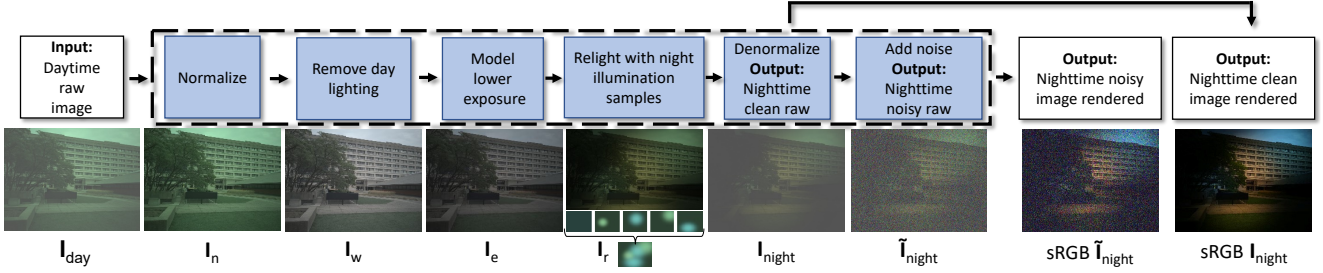 Input:
Daytime
raw
image
Normalize
Remove day
lighting
Model
lower
exposure
Relight with night
illumination
samples
Denormalize
Output:
Nighttime
clean raw
Add noise
Output:
Nighttime
noisy raw
Output:
Nighttime noisy
image rendered
Output:
Nighttime clean
image rendered
I_day
I_n
I_w
I_e
I_r
I_night
Ĩ_night
sRGB Ĩ_night
sRGB I_night